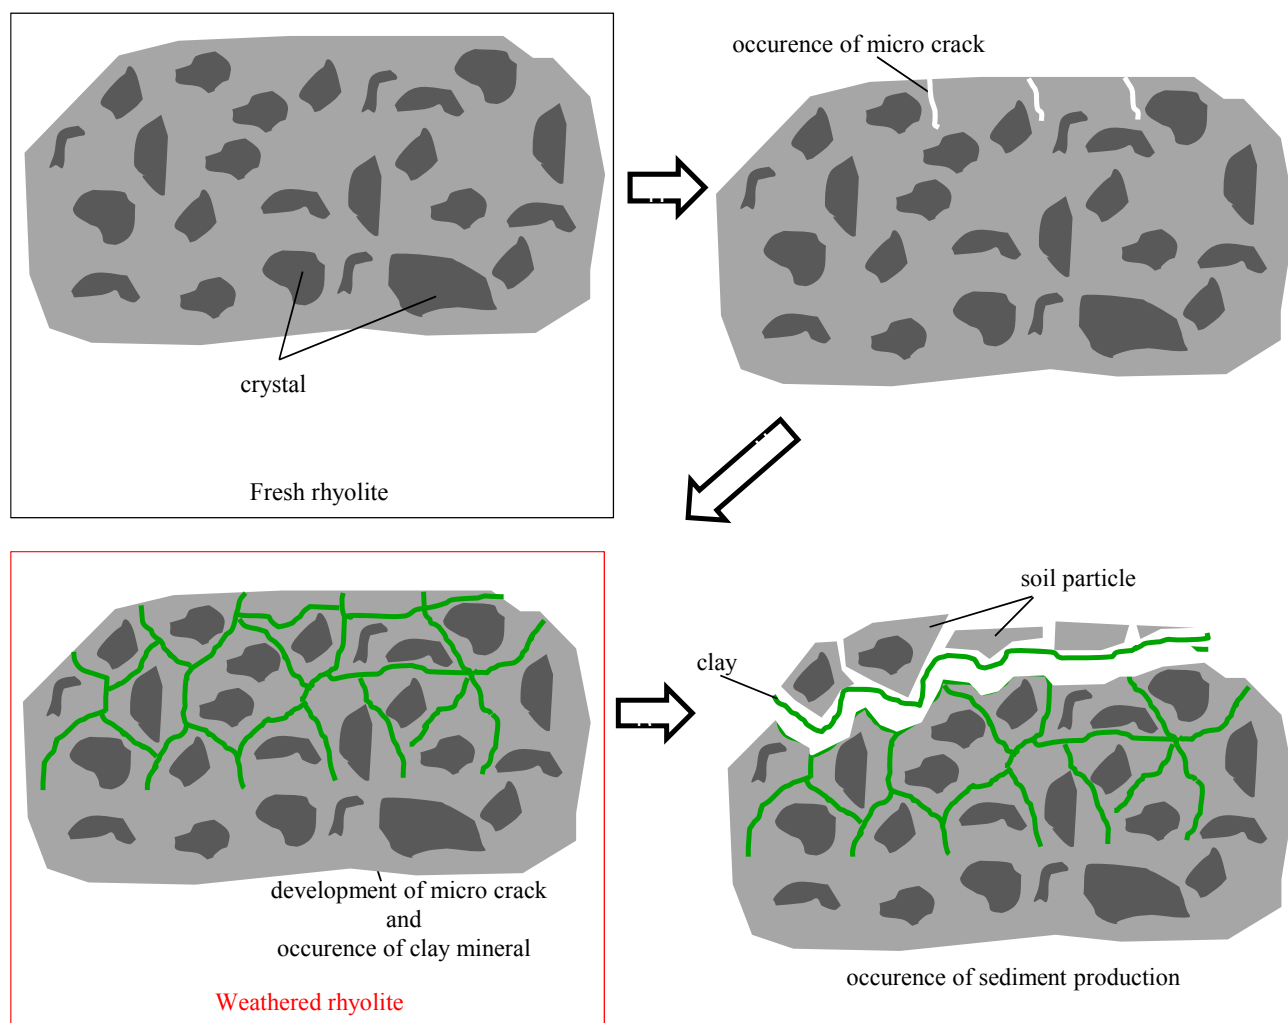 occurence of micro crack
crystal
Fresh rhyolite
development of micro crack
and
occurence of clay mineral
Weathered rhyolite
soil particle
clay
occurence of sediment production